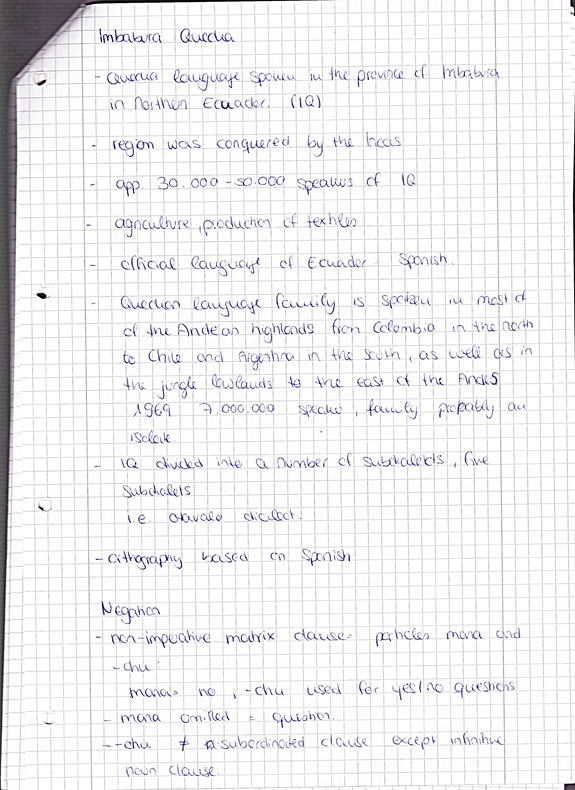 Imbabura Quechua
- Quechua language spoken in the province of Imbabura
in Northern Ecuador. (IQ)
- region was conquered by the Incas
- app. 30.000 - 50.000 speakers of IQ
- agriculture, production of textiles
- official language of Ecuador Spanish.
- Quechuan language family is spoken in most of
of the Andean highlands from Colombia in the north
to Chile and Argentina in the south, as well as in
the jungle lowlands to the east of the Andes
1969 7.000.000 speaker, family probably an
isolate
- IQ divided into a number of subdialects, five
subdialets
i.e. otavalo dialect.
- orthography based on Spanish
Negation
- non-imperative matrix clause = particles mana and
-chu
mana = no ; -chu used for yes/no questions
- mana omitted = question.
- -chu ≠ subordinated clause except infinitive
noun clause.